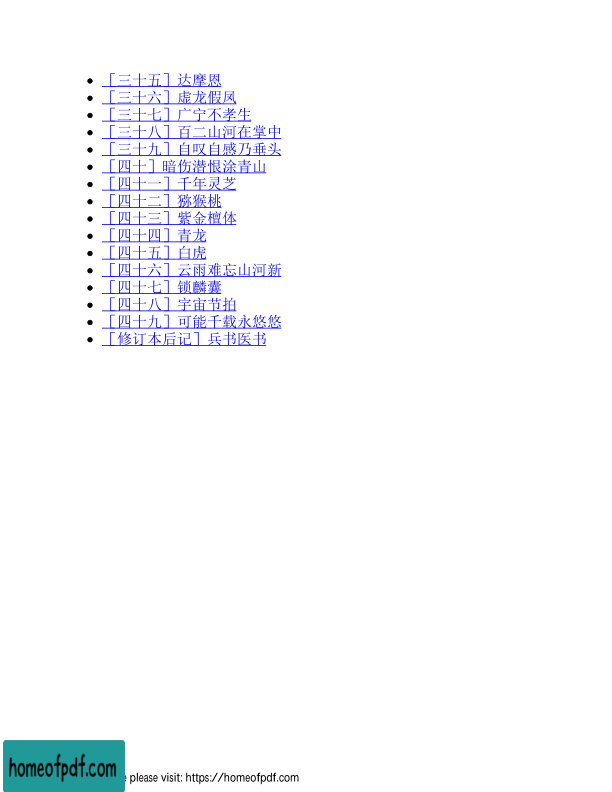 ［三十五］达摩恩
［三十六］虚龙假凤
［三十七］广宁不孝生
［三十八］百二山河在掌中
［三十九］自叹自感乃垂头
［四十］暗伤潜恨涂青山
［四十一］千年灵芝
［四十二］猕猴桃
［四十三］紫金檀体
［四十四］青龙
［四十五］白虎
［四十六］云雨难忘山河新
［四十七］锁麟囊
［四十八］宇宙节拍
［四十九］可能千载永悠悠
［修订本后记］兵书医书
homeofpdf.com
e please visit: https://homeofpdf.com